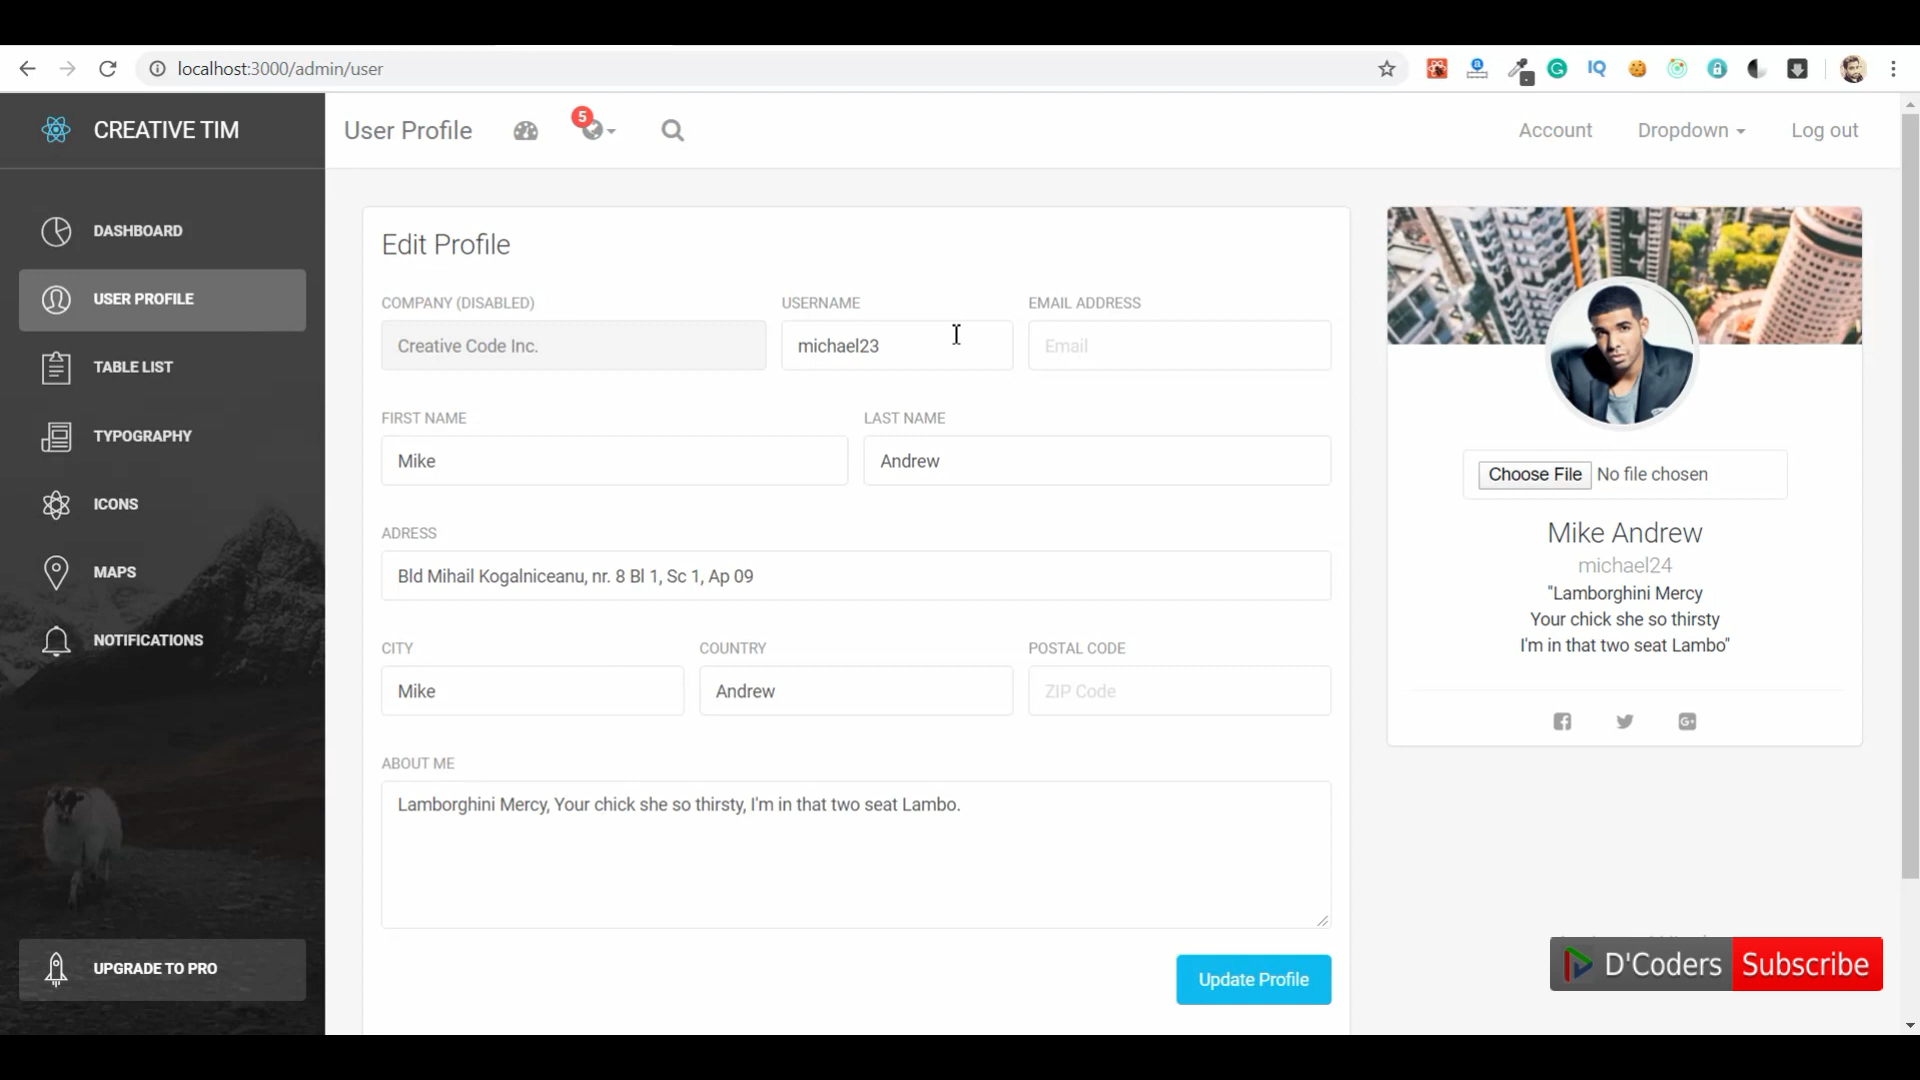 localhost:3000/admin/user
CREATIVE TIM
User Profile
5
Account
Dropdown
Log out
DASHBOARD
USER PROFILE
TABLE LIST
TYPOGRAPHY
ICONS
MAPS
NOTIFICATIONS
UPGRADE TO PRO
Edit Profile
COMPANY (DISABLED)
USERNAME
EMAIL ADDRESS
Creative Code Inc.
michael23
Email
FIRST NAME
LAST NAME
Mike
Andrew
ADRESS
Bld Mihail Kogalniceanu, nr. 8 Bl 1, Sc 1, Ap 09
CITY
COUNTRY
POSTAL CODE
Mike
Andrew
ZIP Code
ABOUT ME
Lamborghini Mercy, Your chick she so thirsty, I'm in that two seat Lambo.
Update Profile
Choose File No file chosen
Mike Andrew
michael24
"Lamborghini Mercy
Your chick she so thirsty
I'm in that two seat Lambo"
D'Coders Subscribe